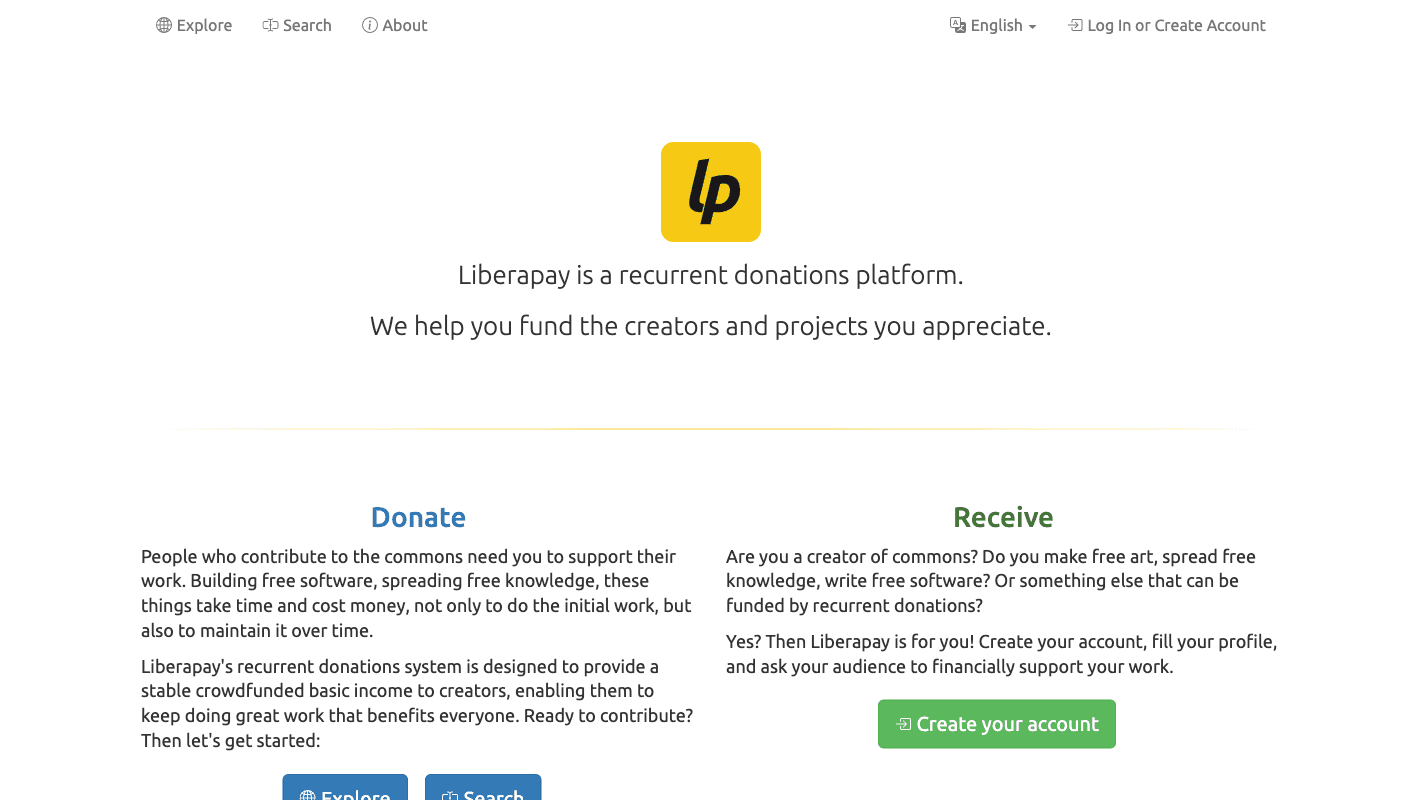 Explore Search About English Log In or Create Account
lp
Liberapay is a recurrent donations platform.
We help you fund the creators and projects you appreciate.
Donate
People who contribute to the commons need you to support their
work. Building free software, spreading free knowledge, these
things take time and cost money, not only to do the initial work, but
also to maintain it over time.
Liberapay's recurrent donations system is designed to provide a
stable crowdfunded basic income to creators, enabling them to
keep doing great work that benefits everyone. Ready to contribute?
Then let's get started:
Explore Search
Receive
Are you a creator of commons? Do you make free art, spread free
knowledge, write free software? Or something else that can be
funded by recurrent donations?
Yes? Then Liberapay is for you! Create your account, fill your profile,
and ask your audience to financially support your work.
Create your account